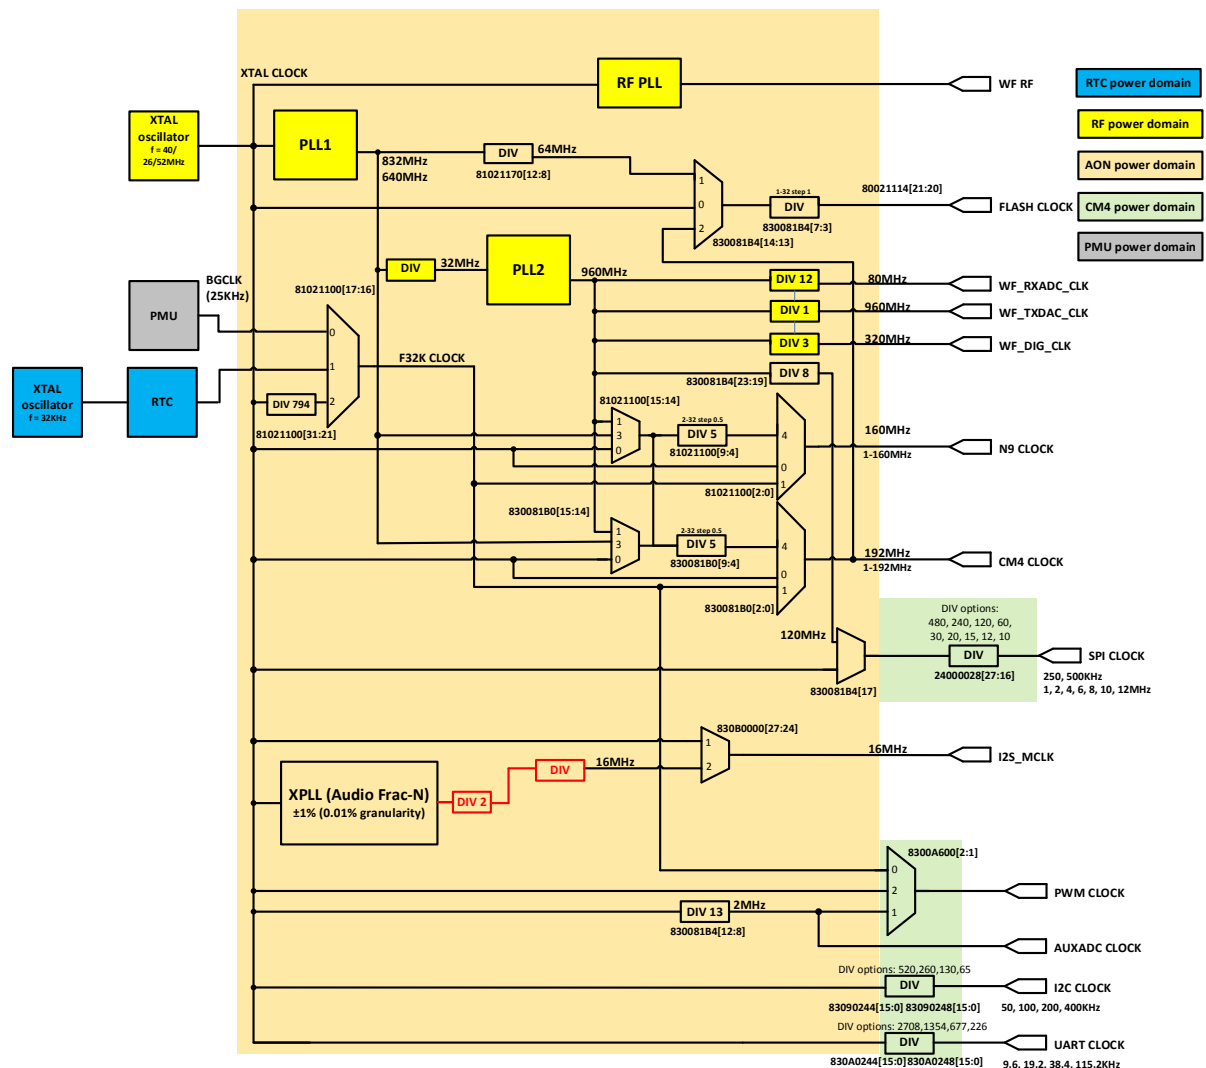 XTAL CLOCK
RF PLL
WF RF
RTC power domain
XTAL
oscillator
f = 40/
26/52MHz
PLL1
832MHz
640MHz
DIV
64MHz
81021170[12:8]
RF power domain
AON power domain
1
0
2
830081B4[14:13]
1-32 step 1
DIV
830081B4[7:3]
80021114[21:20]
FLASH CLOCK
CM4 power domain
PMU power domain
DIV
32MHz
PLL2
960MHz
DIV 12
80MHz
WF_RXADC_CLK
DIV 1
960MHz
WF_TXDAC_CLK
DIV 3
320MHz
WF_DIG_CLK
BGCLK
(25KHz)
81021100[17:16]
PMU
0
1
2
F32K CLOCK
XTAL
oscillator
f = 32KHz
RTC
DIV 794
81021100[31:21]
DIV 8
830081B4[23:19]
81021100[15:14]
1
3
0
2-32 step 0.5
DIV 5
81021100[9:4]
4
0
1
81021100[2:0]
160MHz
1-160MHz
N9 CLOCK
830081B0[15:14]
1
3
0
2-32 step 0.5
DIV 5
830081B0[9:4]
4
0
1
830081B0[2:0]
192MHz
1-192MHz
CM4 CLOCK
120MHz
830081B4[17]
DIV options:
480, 240, 120, 60,
30, 20, 15, 12, 10
DIV
24000028[27:16]
SPI CLOCK
250, 500KHz
1, 2, 4, 6, 8, 10, 12MHz
830B0000[27:24]
1
2
16MHz
I2S_MCLK
XPLL (Audio Frac-N)
±1% (0.01% granularity)
DIV 2
DIV
16MHz
8300A600[2:1]
0
2
1
PWM CLOCK
DIV 13
2MHz
830081B4[12:8]
AUXADC CLOCK
DIV options: 520,260,130,65
DIV
I2C CLOCK
83090244[15:0] 83090248[15:0]
50, 100, 200, 400KHz
DIV options: 2708,1354,677,226
DIV
UART CLOCK
830A0244[15:0] 830A0248[15:0]
9.6, 19.2, 38.4, 115.2KHz